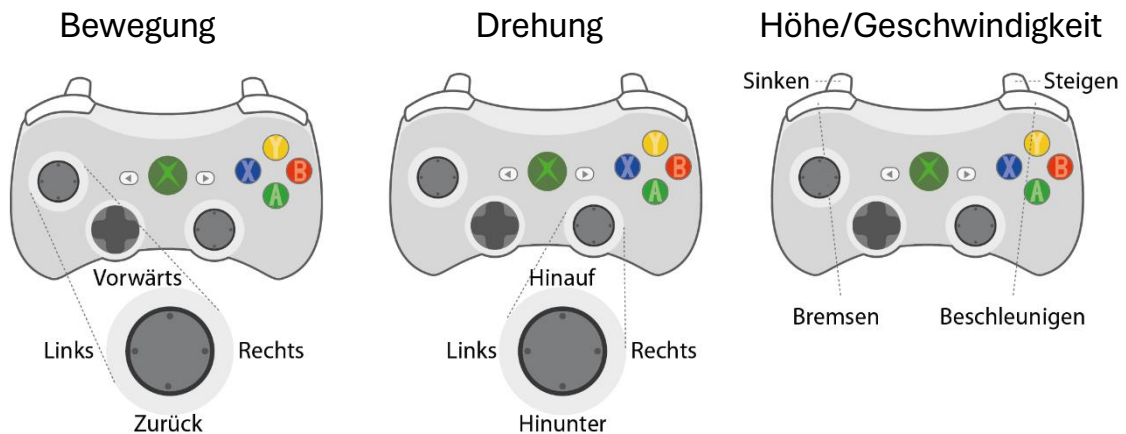 Bewegung
Drehung
Höhe/Geschwindigkeit
Sinken
Steigen
Y
X
B
A
Y
X
B
A
Y
X
B
A
Vorwärts
Hinauf
Bremsen
Beschleunigen
Links
Rechts
Links
Rechts
Zurück
Hinunter